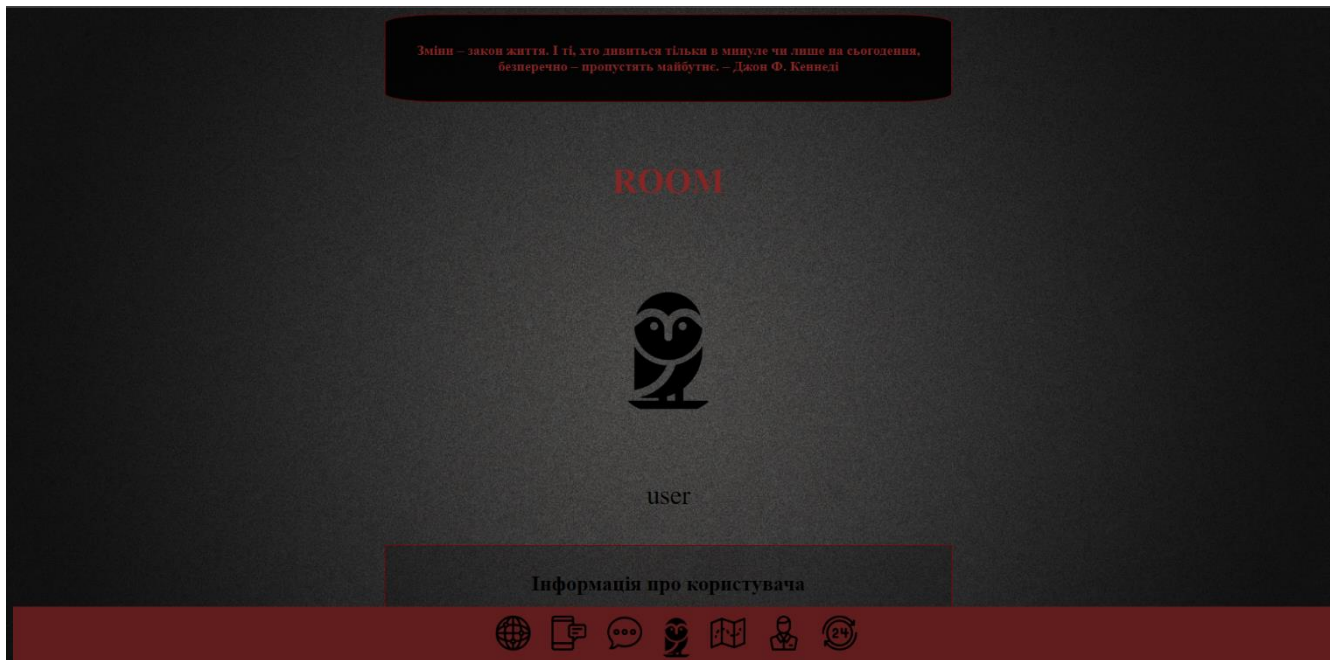 Зміни – закон життя. І ті, хто дивиться тільки в минуле чи лише на сьогодення,
безперечно – пропустять майбутнє. – Джон Ф. Кеннеді
ROOM
user
Інформація про користувача
24